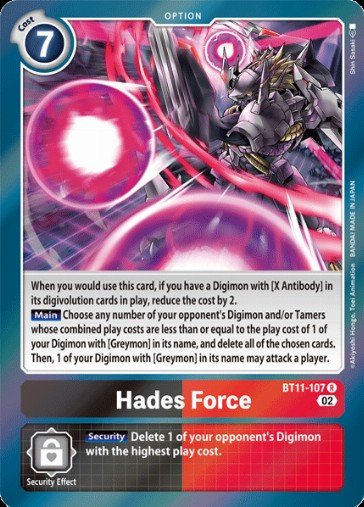 Cost
7
OPTION
Shin Sasaki
©Akiyoshi Hongo, Toei Animation BANDAI MADE IN JAPAN
When you would use this card, if you have a Digimon with [X Antibody] in
its digivolution cards in play, reduce the cost by 2.
Main Choose any number of your opponent's Digimon and/or Tamers
whose combined play costs are less than or equal to the play cost of 1 of
your Digimon with [Greymon] in its name, and delete all of the chosen cards.
Then, 1 of your Digimon with [Greymon] in its name may attack a player.
BT11-107 R
Hades Force
02
Security Delete 1 of your opponent's Digimon
with the highest play cost.
Security Effect